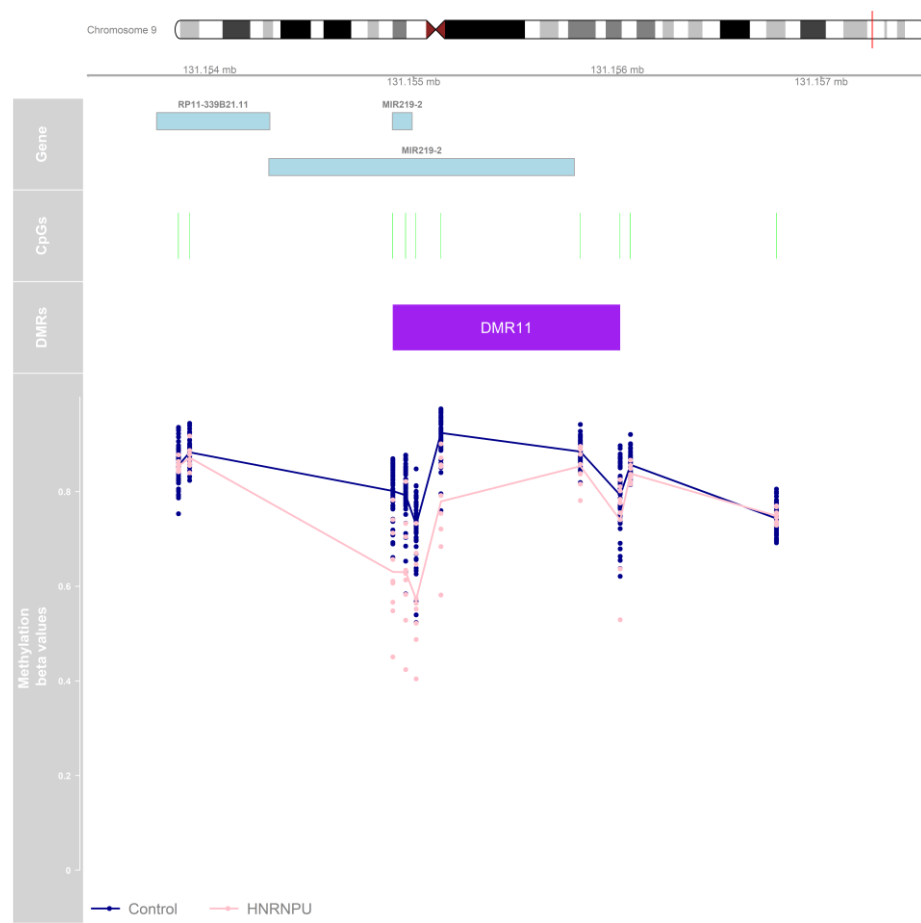 Chromosome 9
131.154 mb
131.155 mb
131.156 mb
131.157 mb
Gene
RP11-339B21.11
MIR219-2
MIR219-2
CpGs
DMRs
DMR11
Methylation
beta values
0.8
0.6
0.4
0.2
0
Control
HNRNPU